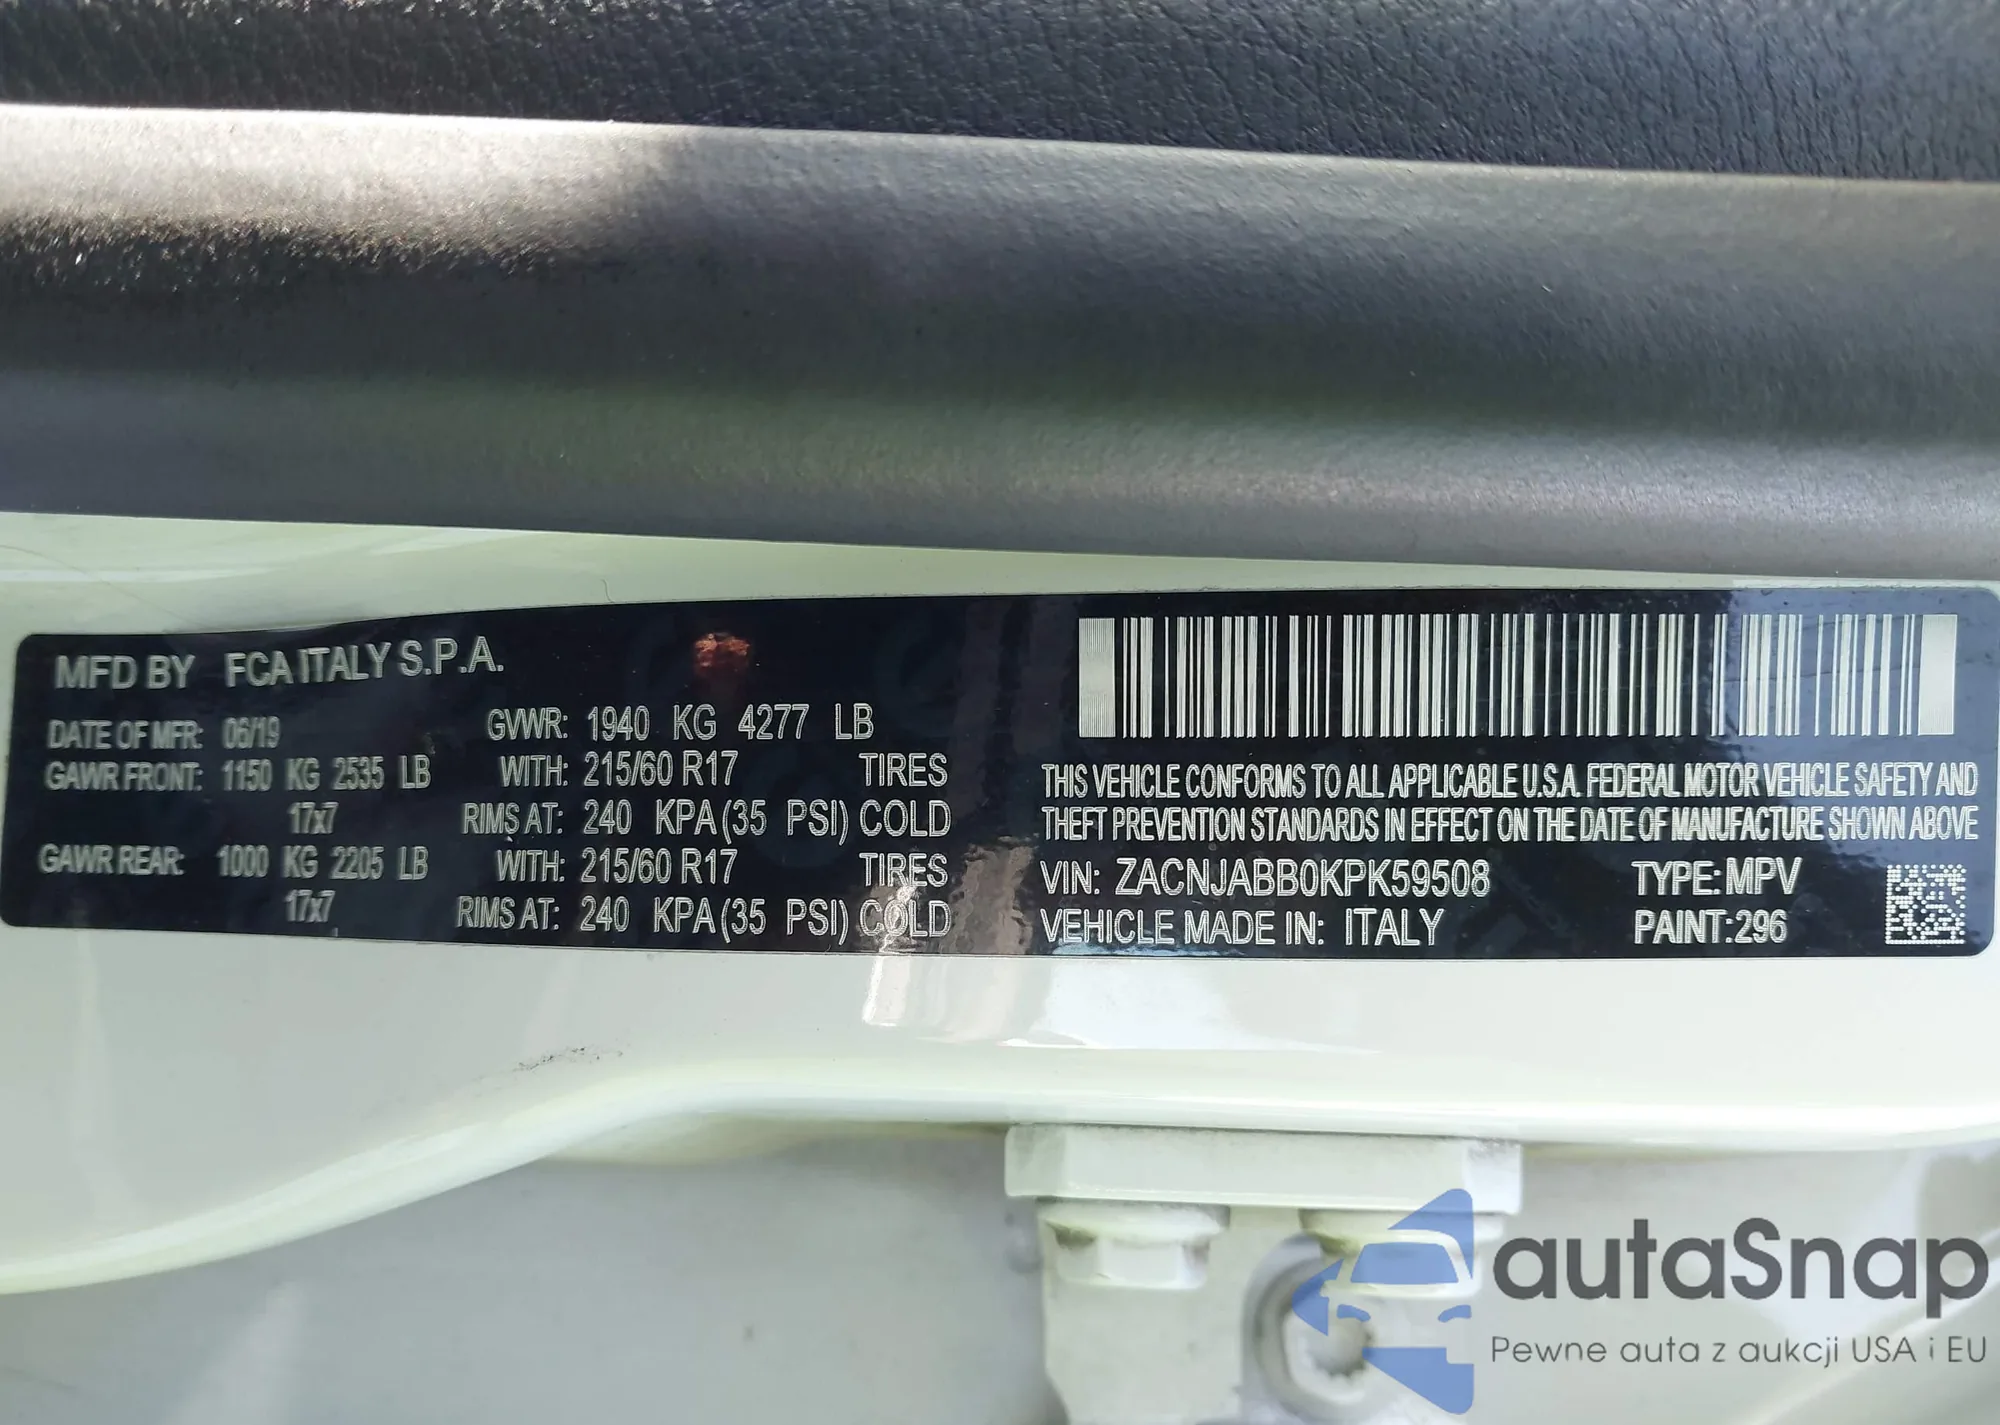 MFD BY FCA ITALY S.P.A.
DATE OF MFR: 06/19 GVWR: 1940 KG 4277 LB
GAWR FRONT: 1150 KG 2535 LB WITH: 215/60 R17 TIRES
17x7 RIMS AT: 240 KPA (35 PSI) COLD
GAWR REAR: 1000 KG 2205 LB WITH: 215/60 R17 TIRES
17x7 RIMS AT: 240 KPA (35 PSI) COLD
THIS VEHICLE CONFORMS TO ALL APPLICABLE U.S.A. FEDERAL MOTOR VEHICLE SAFETY AND
THEFT PREVENTION STANDARDS IN EFFECT ON THE DATE OF MANUFACTURE SHOWN ABOVE
VIN: ZACNJABB0KPK59508 TYPE: MPV
VEHICLE MADE IN: ITALY PAINT: 296
autaSnap
Pewne auta z aukcji USA i EU